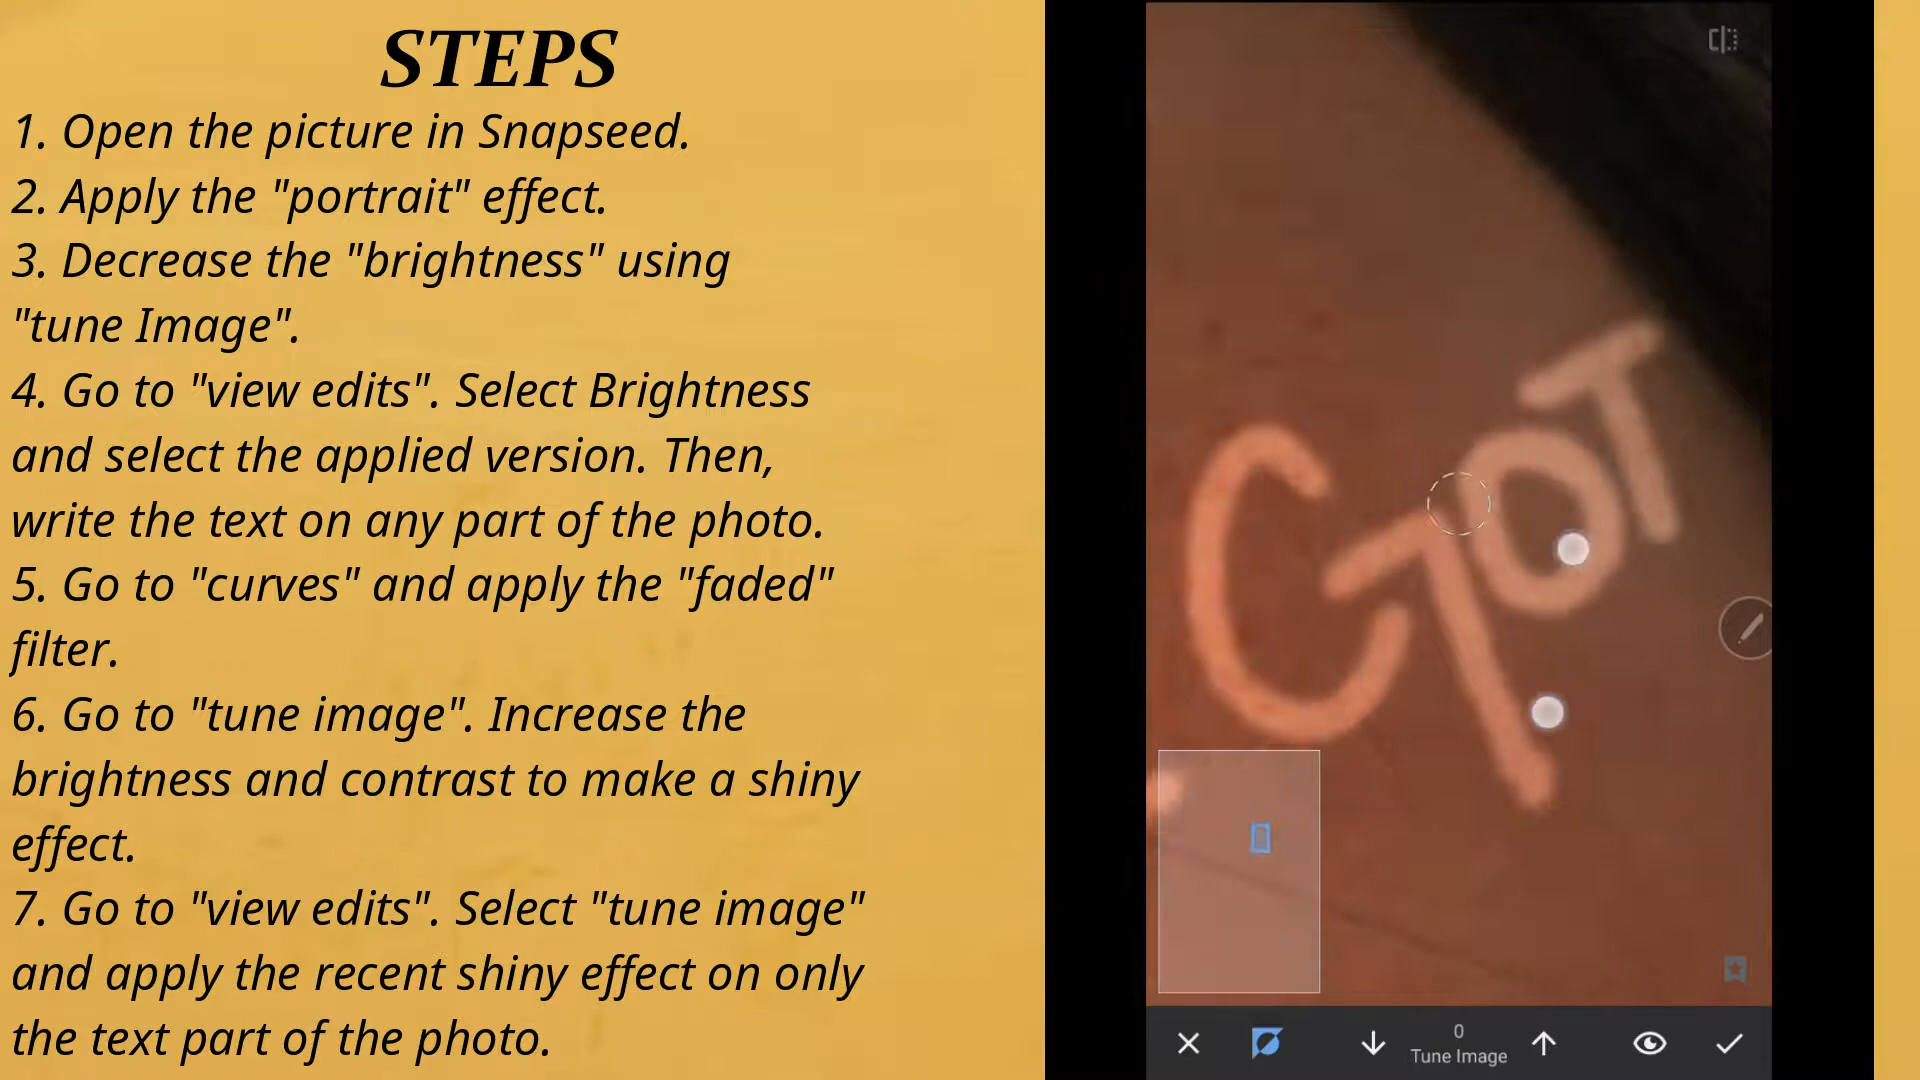 STEPS
1. Open the picture in Snapseed.
2. Apply the "portrait" effect.
3. Decrease the "brightness" using
"tune Image".
4. Go to "view edits". Select Brightness
and select the applied version. Then,
write the text on any part of the photo.
5. Go to "curves" and apply the "faded"
filter.
6. Go to "tune image". Increase the
brightness and contrast to make a shiny
effect.
7. Go to "view edits". Select "tune image"
and apply the recent shiny effect on only
the text part of the photo.
GOT
0
Tune Image